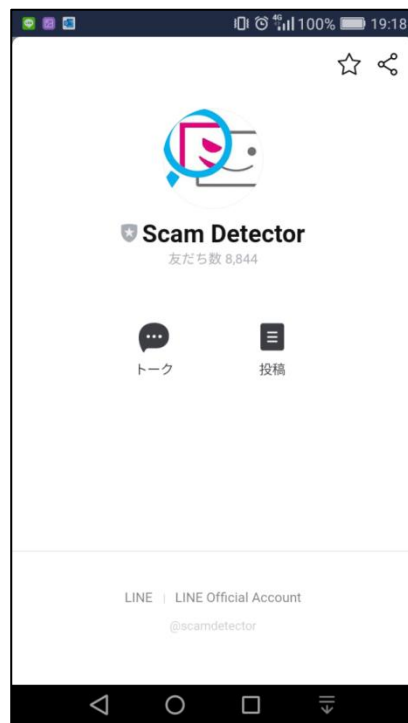 4G 100% 19:18
Scam Detector
友だち数 8,844
トーク 投稿
LINE | LINE Official Account
@scamdetector